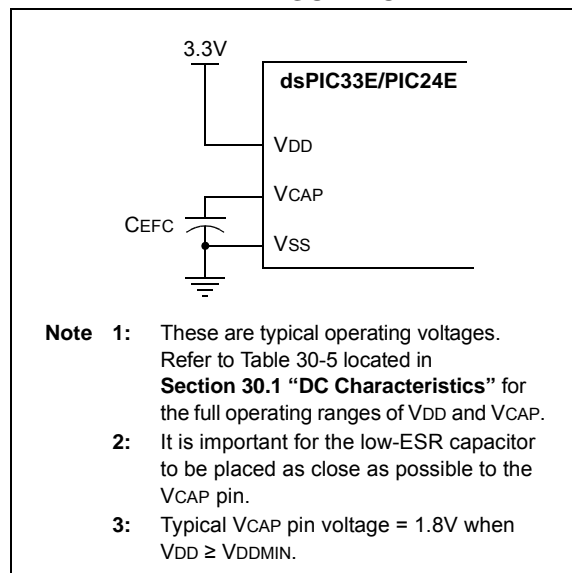 3.3V
dsPIC33E/PIC24E
VDD
VCAP
CEFC
VSS
Note 1: These are typical operating voltages.
Refer to Table 30-5 located in
Section 30.1 “DC Characteristics” for
the full operating ranges of VDD and VCAP.
2: It is important for the low-ESR capacitor
to be placed as close as possible to the
VCAP pin.
3: Typical VCAP pin voltage = 1.8V when
VDD ≥ VDDMIN.